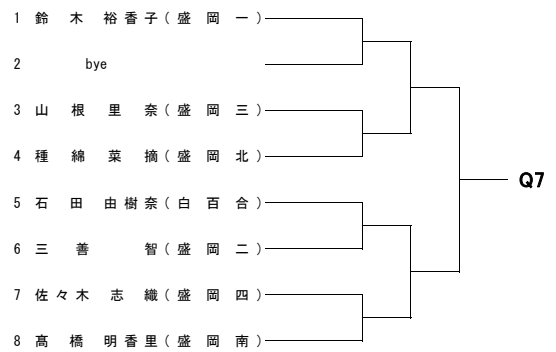 1 鈴木裕香子(盛岡一)
2 bye
3 山根里奈(盛岡三)
4 種綿菜摘(盛岡北)
5 石田由樹奈(白百合)
6 三善智(盛岡二)
7 佐々木志織(盛岡四)
8 髙橋明香里(盛岡南)
Q7